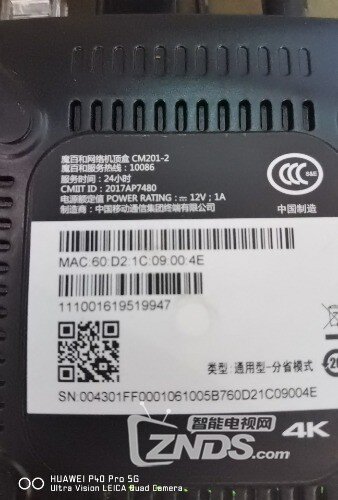 魔百和网络机顶盒 CM201-2
魔百和服务热线：10086
服务时间：24小时
CMIIT ID：2017AP7480
电源额定值 POWER RATING：⎓ 12V；1A
制造商：中国移动通信集团终端有限公司
CCC S&E
中国制造
MAC:60:D2:1C:09:00:4E
111001619519947
类型：通用型-分省模式
SN:004301FF0001061005B760D21C09004E
智能电视网
ZNDS.com
4K
HUAWEI P40 Pro 5G
Ultra Vision LEICA Quad Camera